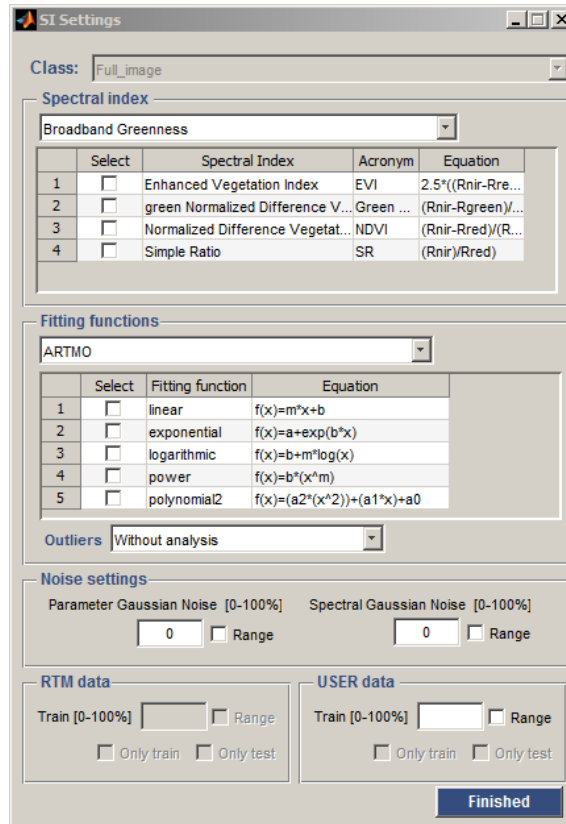 SI Settings
Class: Full_image
Spectral index
Broadband Greenness
Select Spectral Index Acronym Equation
1 Enhanced Vegetation Index EVI 2.5*((Rnir-Rre...
2 green Normalized Difference V... Green ... (Rnir-Rgreen)/...
3 Normalized Difference Vegetat... NDVI (Rnir-Rred)/(R...
4 Simple Ratio SR (Rnir)/Rred)
Fitting functions
ARTMO
Select Fitting function Equation
1 linear f(x)=m*x+b
2 exponential f(x)=a+exp(b*x)
3 logarithmic f(x)=b+m*log(x)
4 power f(x)=b*(x^m)
5 polynomial2 f(x)=(a2*(x^2))+(a1*x)+a0
Outliers Without analysis
Noise settings
Parameter Gaussian Noise [0-100%] Spectral Gaussian Noise [0-100%]
0 Range 0 Range
RTM data USER data
Train [0-100%] Range Train [0-100%] Range
Only train Only test Only train Only test
Finished